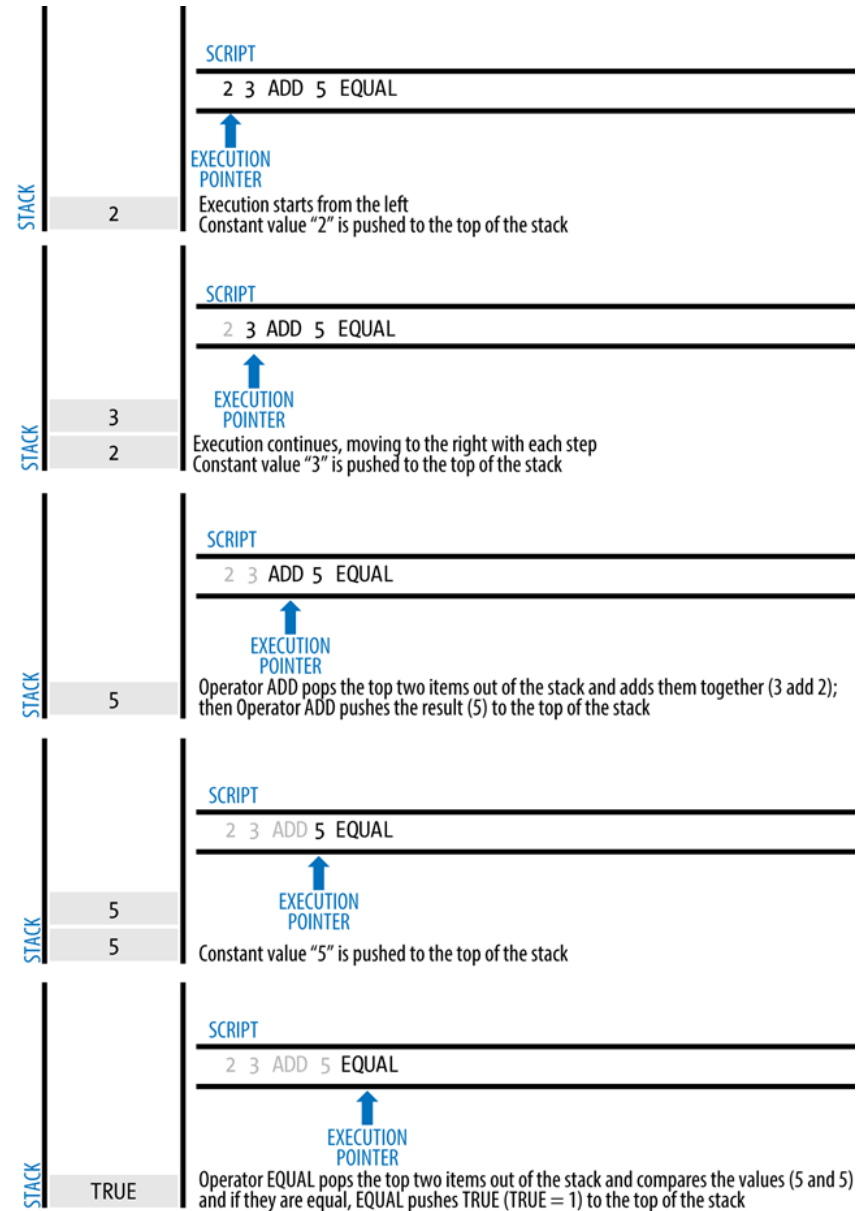 SCRIPT
2 3 ADD 5 EQUAL
EXECUTION
POINTER
STACK
2
Execution starts from the left
Constant value “2” is pushed to the top of the stack
SCRIPT
2 3 ADD 5 EQUAL
EXECUTION
POINTER
STACK
3
2
Execution continues, moving to the right with each step
Constant value “3” is pushed to the top of the stack
SCRIPT
2 3 ADD 5 EQUAL
EXECUTION
POINTER
STACK
5
Operator ADD pops the top two items out of the stack and adds them together (3 add 2);
then Operator ADD pushes the result (5) to the top of the stack
SCRIPT
2 3 ADD 5 EQUAL
EXECUTION
POINTER
STACK
5
5
Constant value “5” is pushed to the top of the stack
SCRIPT
2 3 ADD 5 EQUAL
EXECUTION
POINTER
STACK
TRUE
Operator EQUAL pops the top two items out of the stack and compares the values (5 and 5)
and if they are equal, EQUAL pushes TRUE (TRUE = 1) to the top of the stack